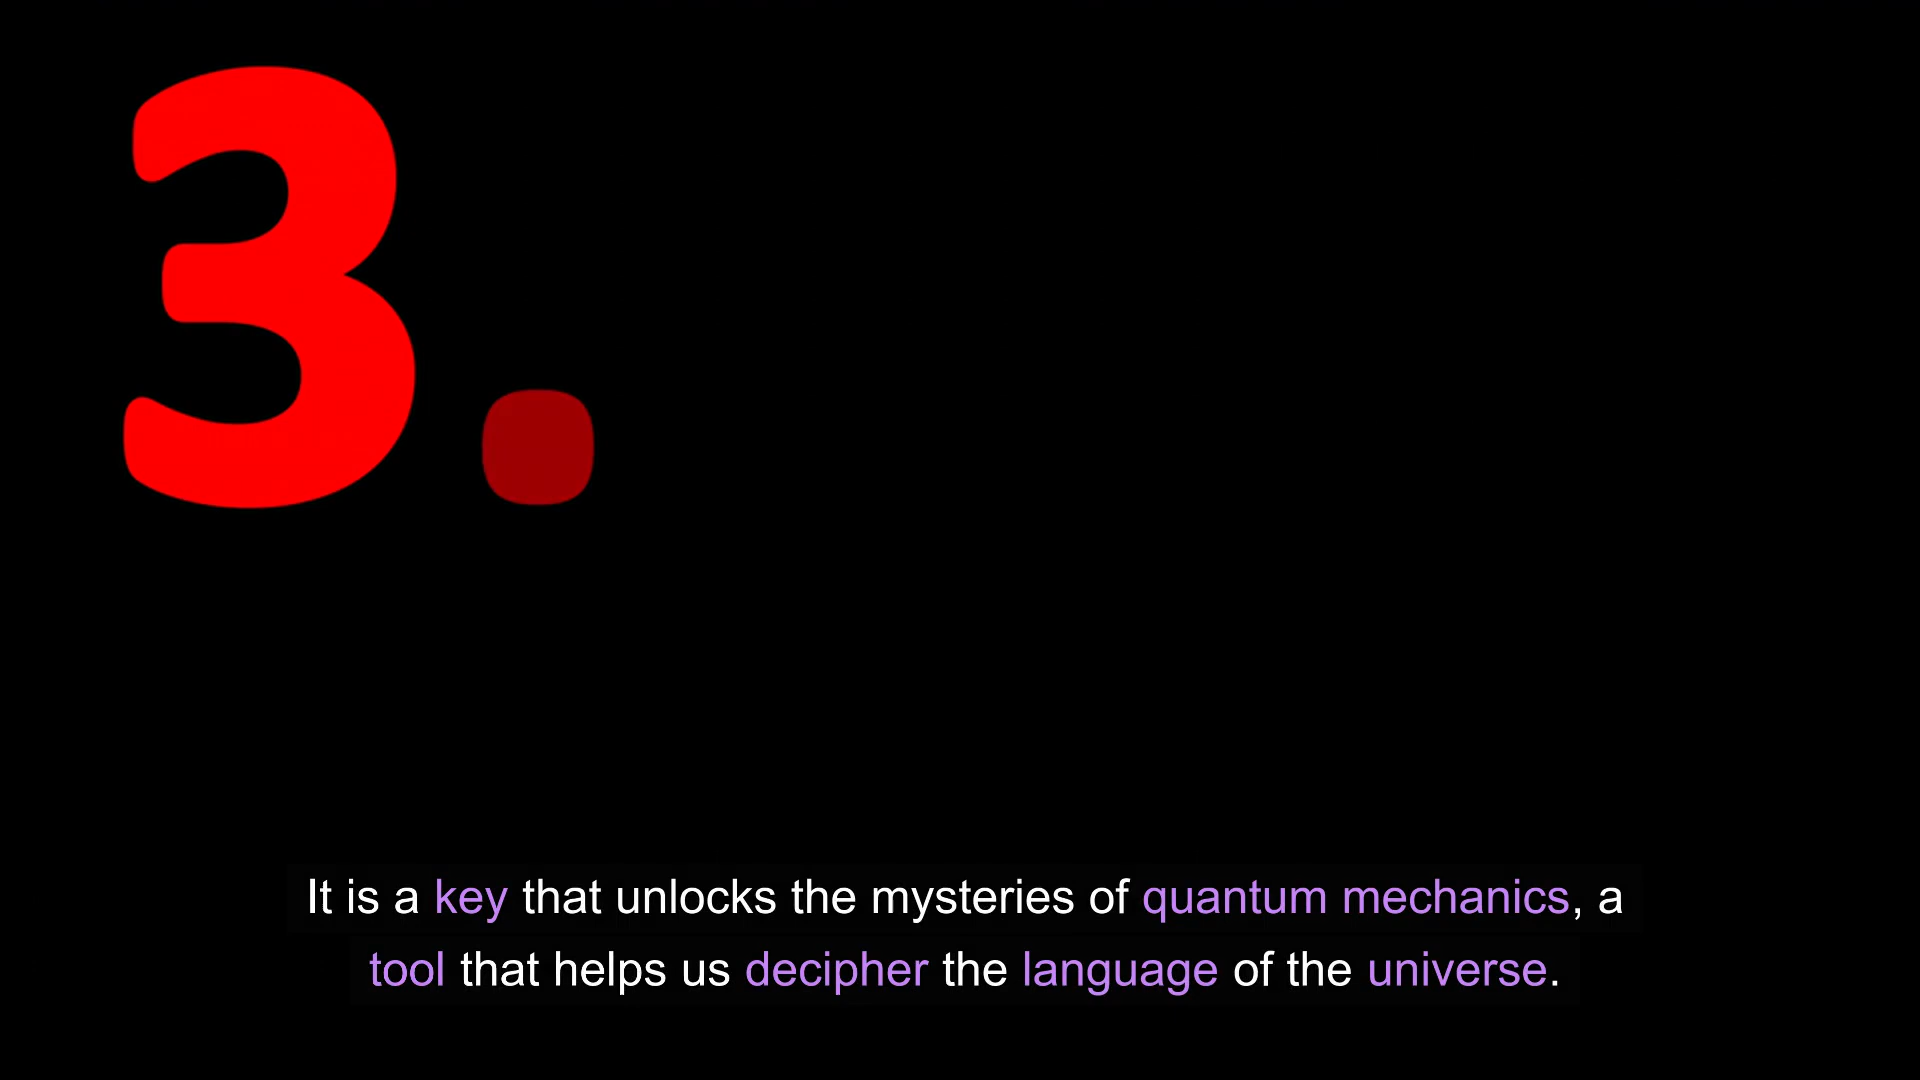 3.
It is a key that unlocks the mysteries of quantum mechanics, a
tool that helps us decipher the language of the universe.